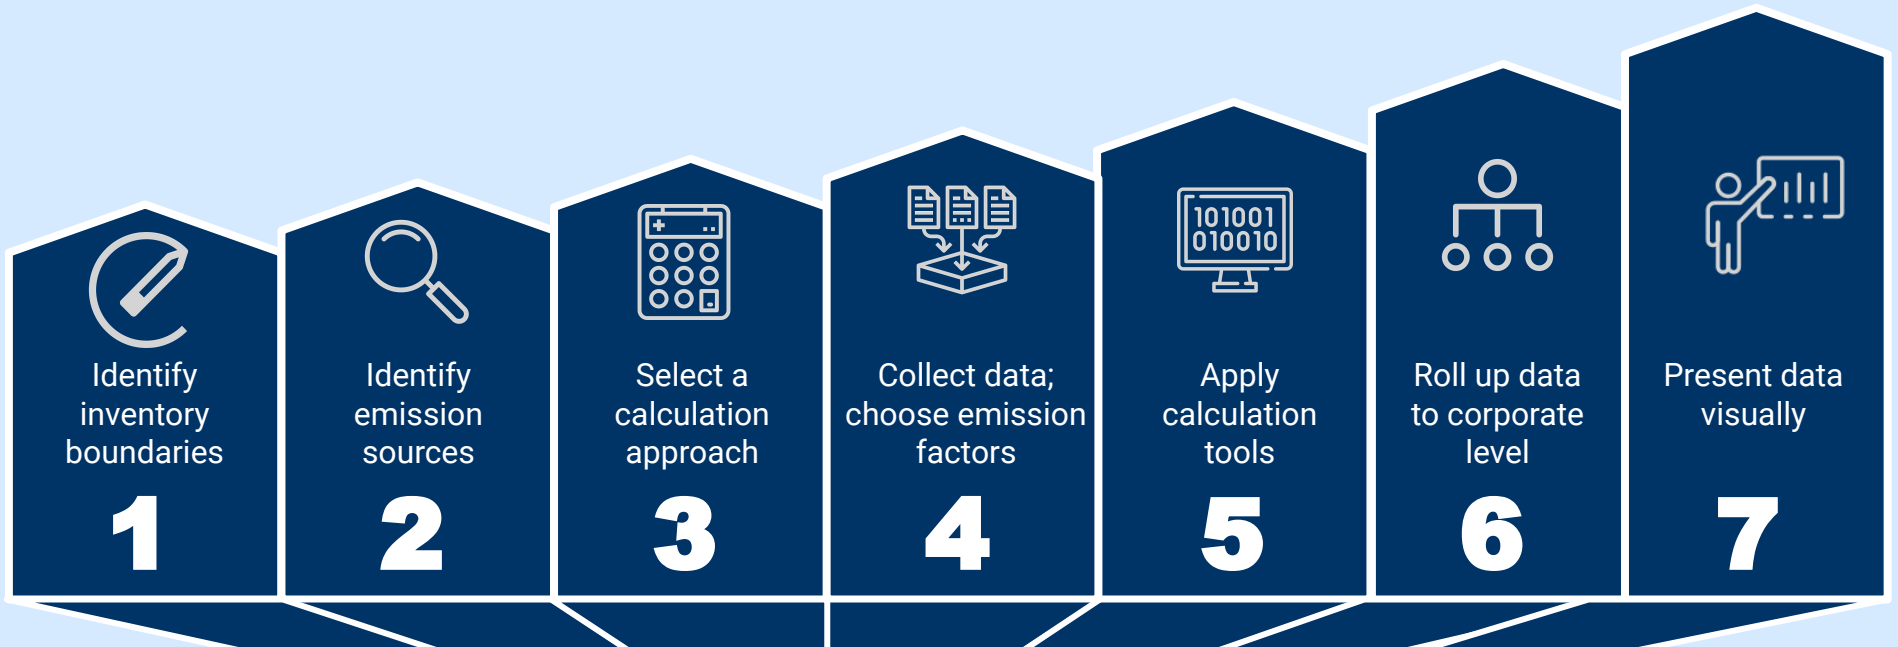 Identify
inventory
boundaries
1
Identify
emission
sources
2
Select a
calculation
approach
3
Collect data;
choose emission
factors
4
101001
010010
Apply
calculation
tools
5
Roll up data
to corporate
level
6
Present data
visually
7